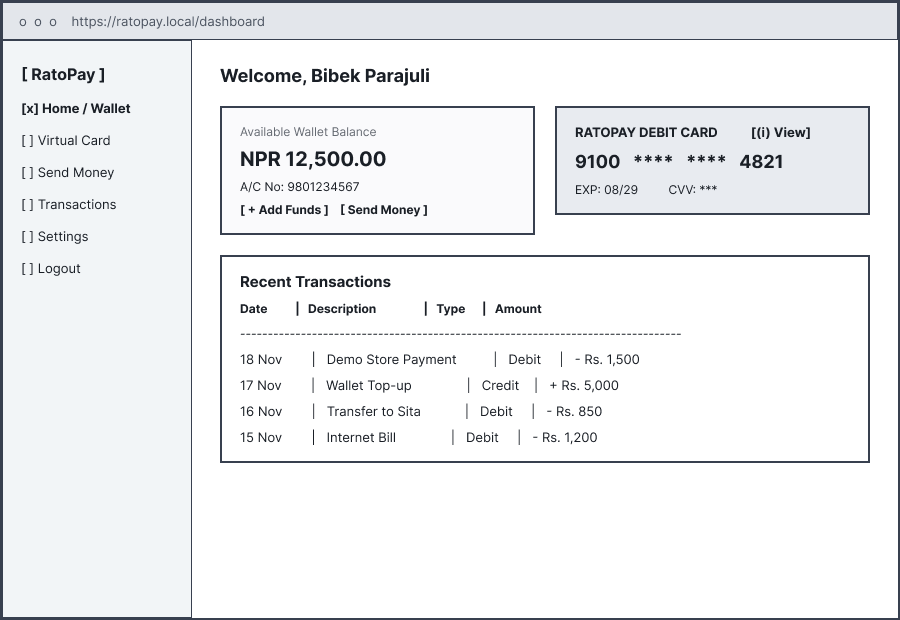 o o o https://ratopay.local/dashboard
[ RatoPay ]
[x] Home / Wallet
[ ] Virtual Card
[ ] Send Money
[ ] Transactions
[ ] Settings
[ ] Logout
Welcome, Bibek Parajuli
Available Wallet Balance
NPR 12,500.00
A/C No: 9801234567
[ + Add Funds ] [ Send Money ]
RATOPAY DEBIT CARD [(i) View]
9100 **** **** 4821
EXP: 08/29 CVV: ***
Recent Transactions
Date | Description | Type | Amount
--------------------------------------------------------------------------------
18 Nov | Demo Store Payment | Debit | - Rs. 1,500
17 Nov | Wallet Top-up | Credit | + Rs. 5,000
16 Nov | Transfer to Sita | Debit | - Rs. 850
15 Nov | Internet Bill | Debit | - Rs. 1,200